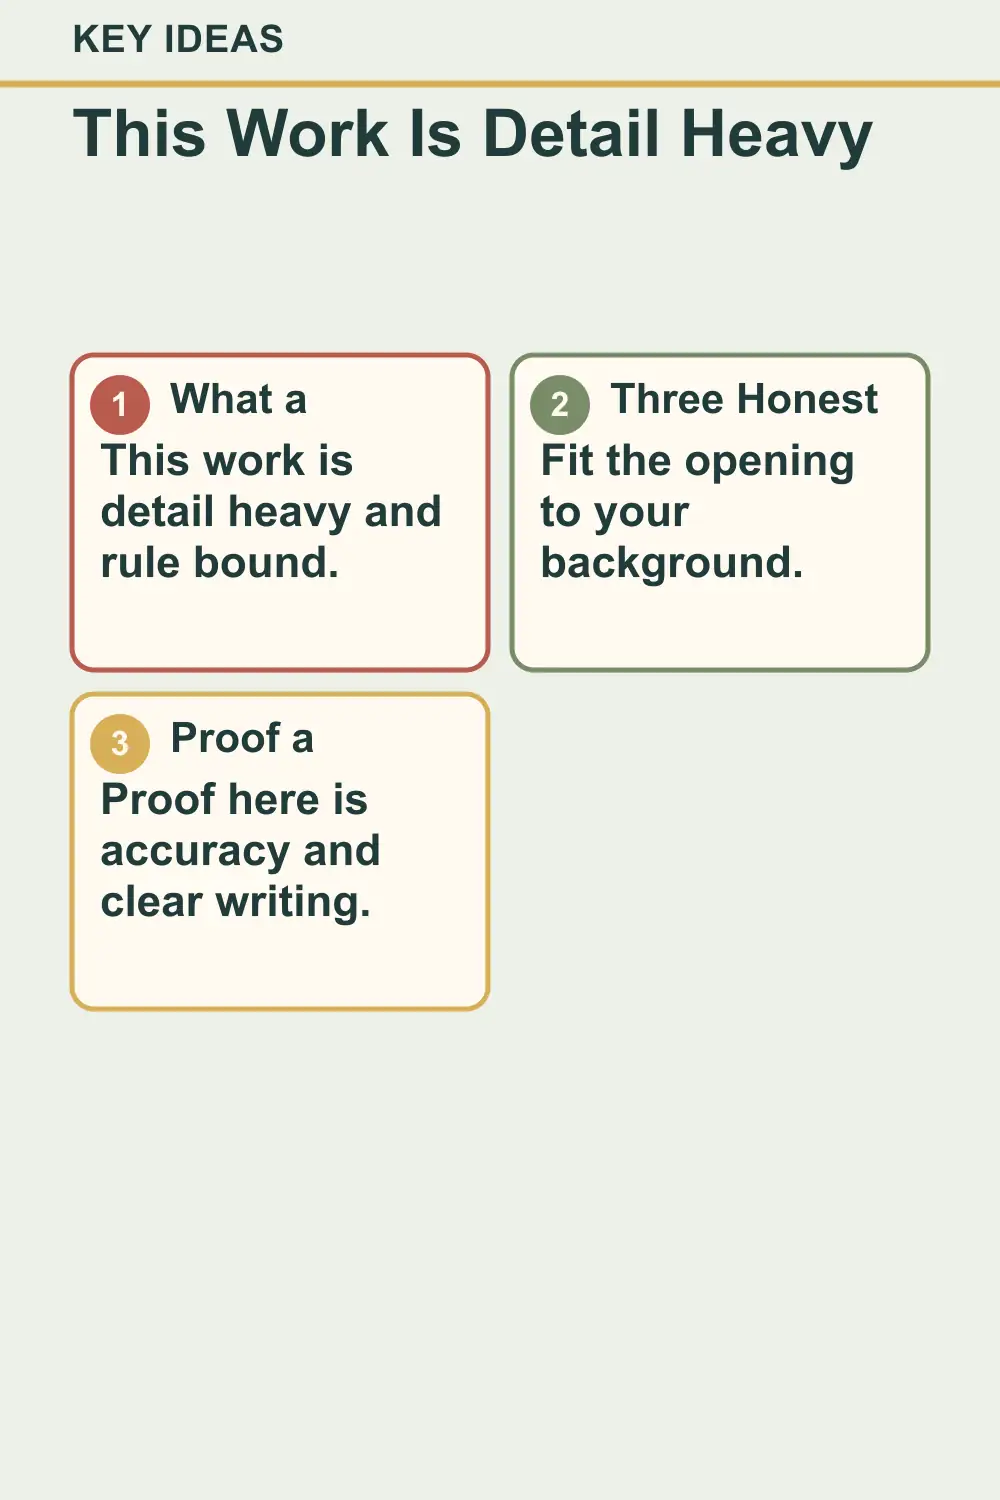 KEY IDEAS
This Work Is Detail Heavy
1 What a
This work is
detail heavy and
rule bound.
2 Three Honest
Fit the opening
to your
background.
3 Proof a
Proof here is
accuracy and
clear writing.